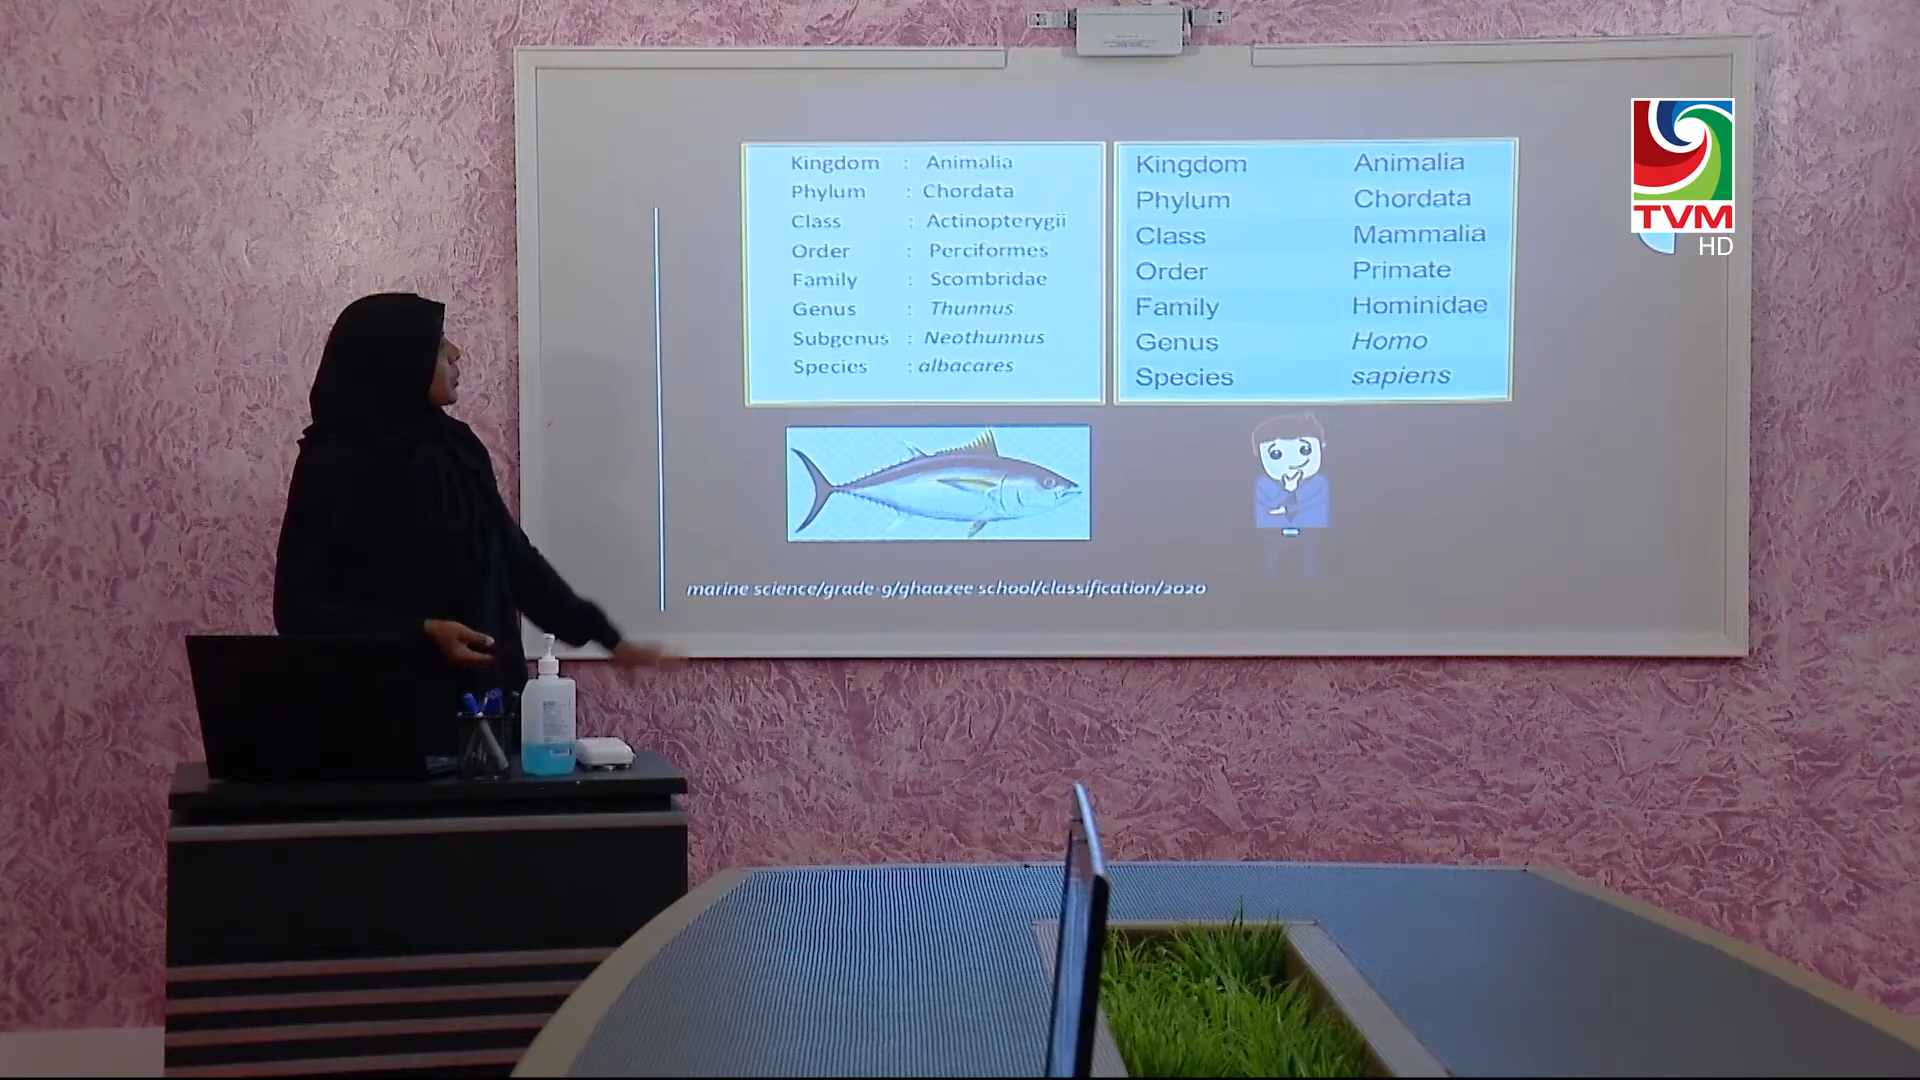 Kingdom : Animalia
Phylum : Chordata
Class : Actinopterygii
Order : Perciformes
Family : Scombridae
Genus : Thunnus
Subgenus : Neothunnus
Species : albacares
Kingdom Animalia
Phylum Chordata
Class Mammalia
Order Primate
Family Hominidae
Genus Homo
Species sapiens
marine science/grade-9/ghaazee school/classification/2020
TVM
HD